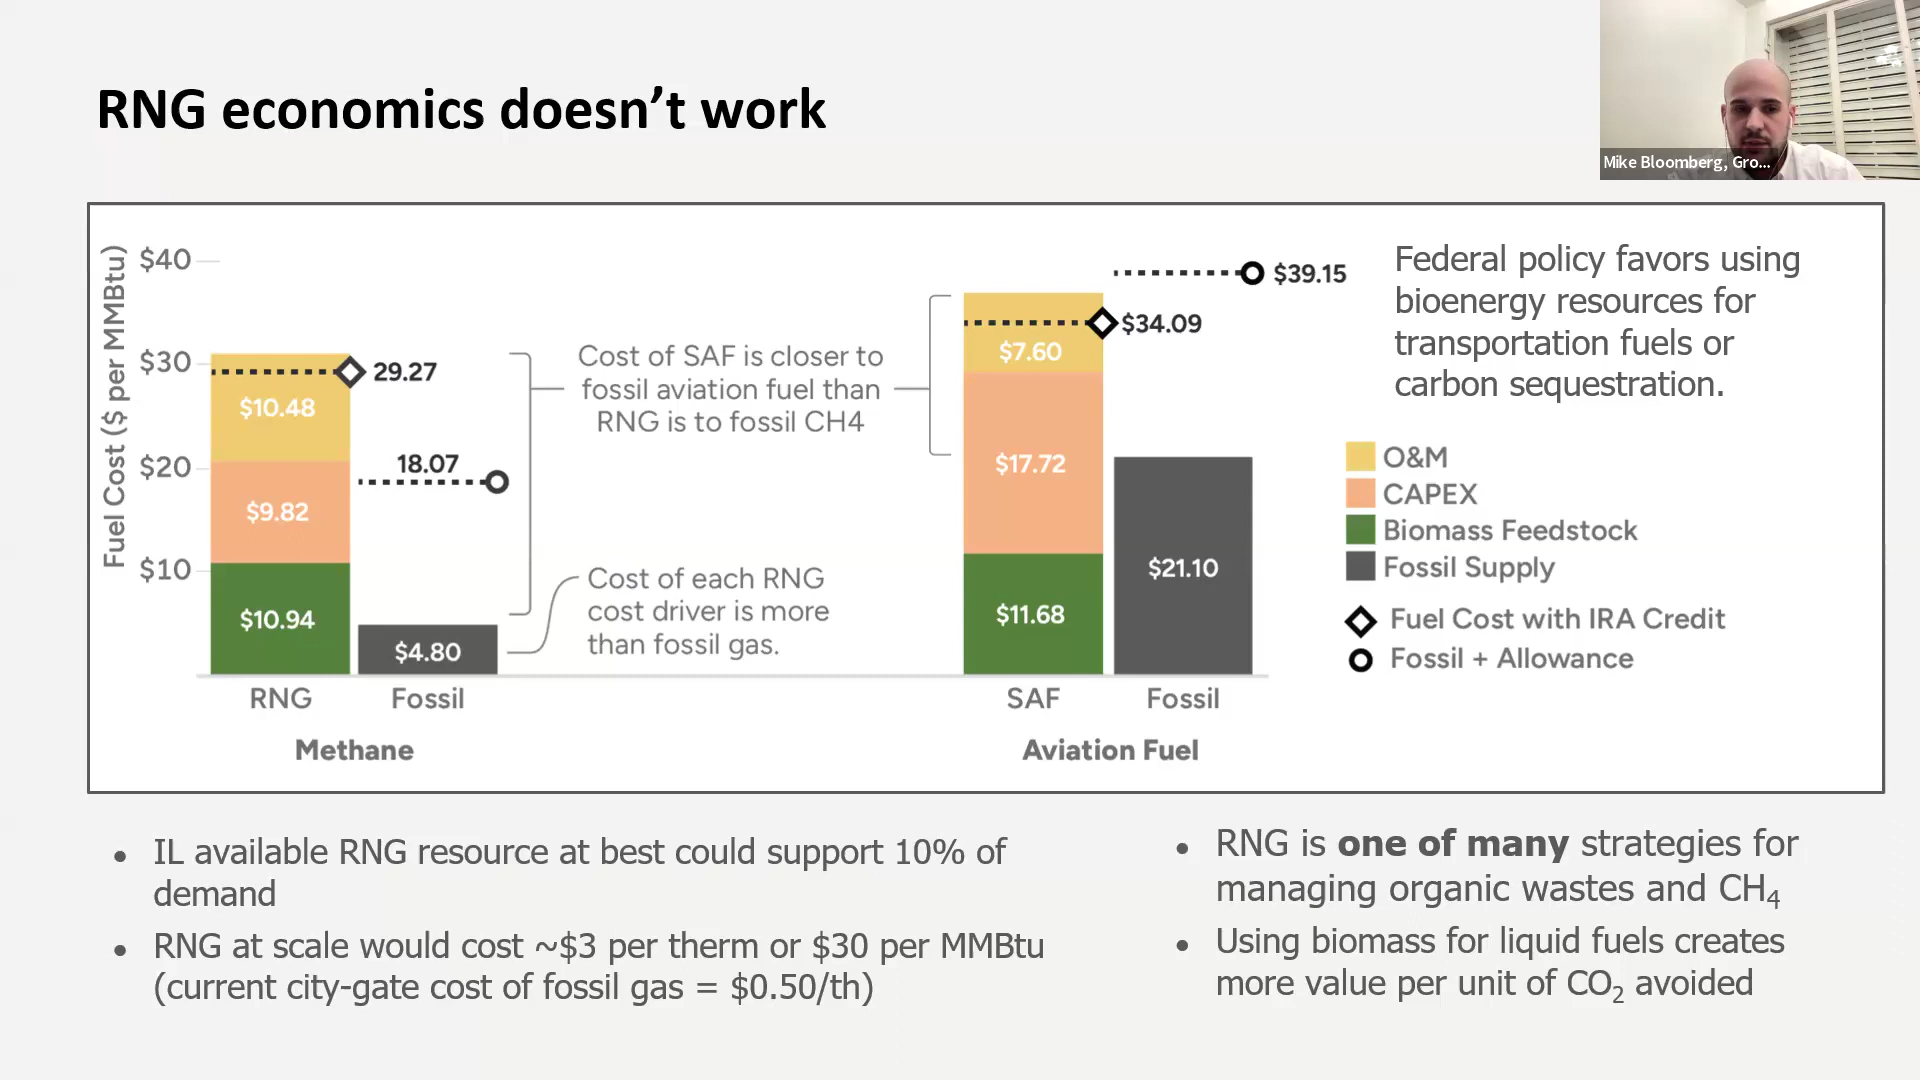 RNG economics doesn’t work
Mike Bloomberg, Gro...
Fuel Cost ($ per MMBtu)
$40
$30
$20
$10
29.27
$10.48
$9.82
$10.94
18.07
$4.80
RNG
Fossil
Methane
Cost of SAF is closer to
fossil aviation fuel than
RNG is to fossil CH4
Cost of each RNG
cost driver is more
than fossil gas.
$39.15
$34.09
$7.60
$17.72
$11.68
$21.10
SAF
Fossil
Aviation Fuel
Federal policy favors using
bioenergy resources for
transportation fuels or
carbon sequestration.
O&M
CAPEX
Biomass Feedstock
Fossil Supply
Fuel Cost with IRA Credit
Fossil + Allowance
• IL available RNG resource at best could support 10% of
demand
• RNG at scale would cost ~$3 per therm or $30 per MMBtu
(current city-gate cost of fossil gas = $0.50/th)
• RNG is one of many strategies for
managing organic wastes and CH₄
• Using biomass for liquid fuels creates
more value per unit of CO₂ avoided